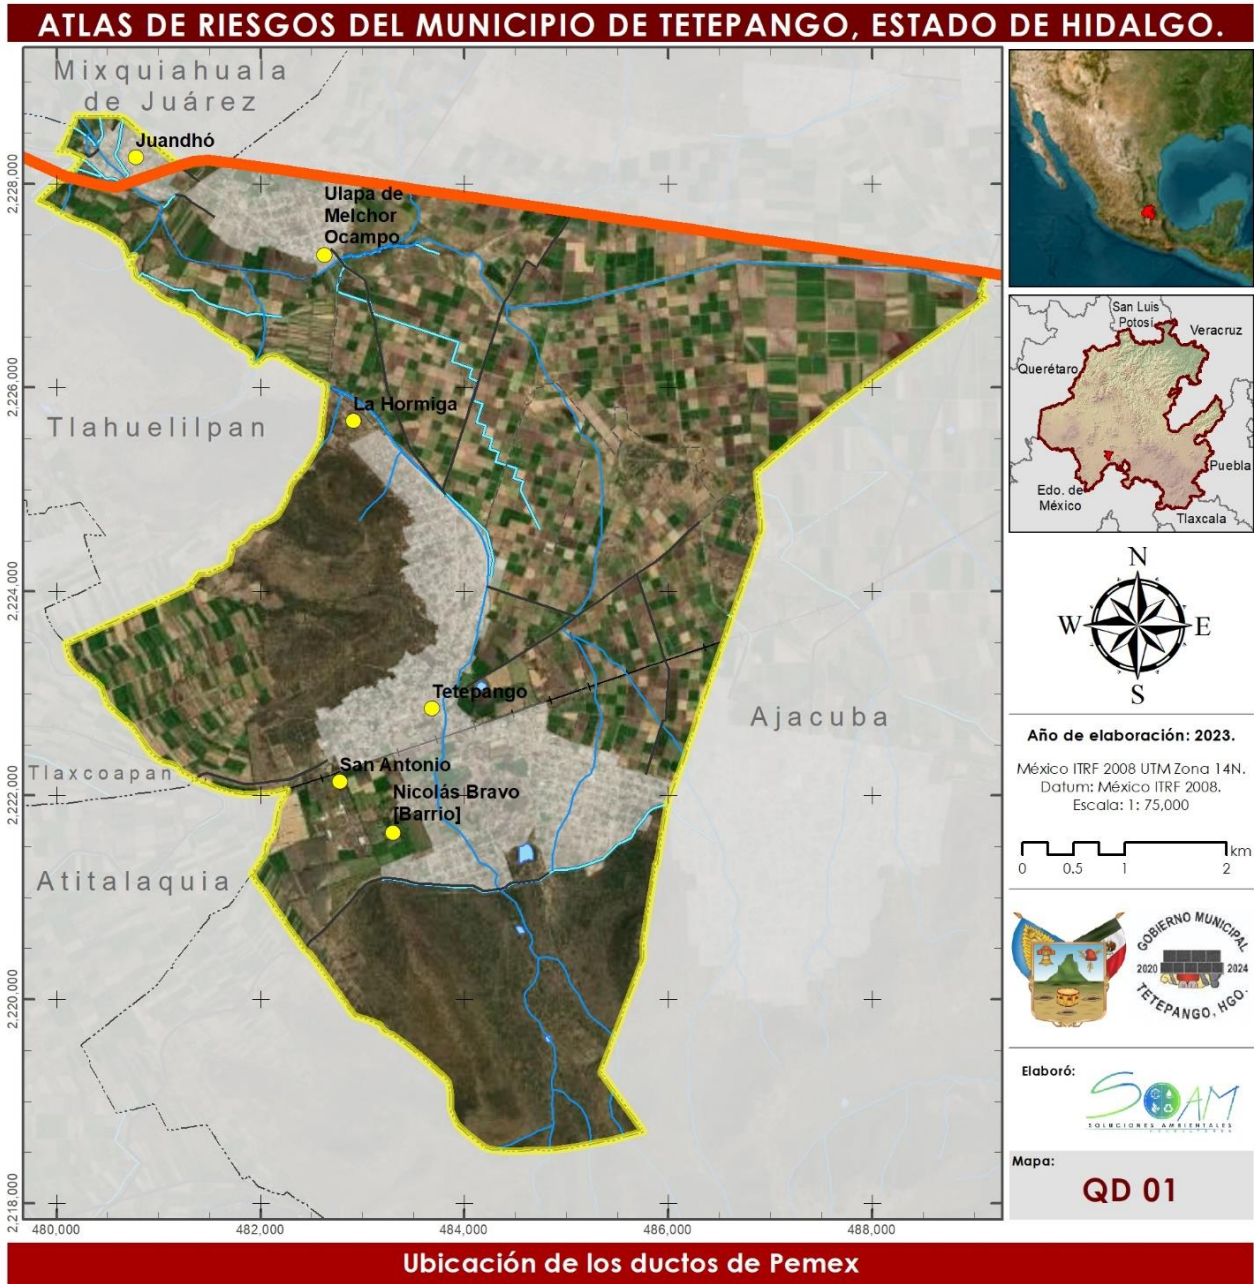 ATLAS DE RIESGOS DEL MUNICIPIO DE TETEPANGO, ESTADO DE HIDALGO.
Mixquiahuala
de Juárez
Juandhó
Ulapa de
Melchor
Ocampo
La Hormiga
Tlahuelilpan
Tetepango
Ajacuba
San Antonio
Tlaxcoapan
Nicolás Bravo
[Barrio]
Atitalaquia
2,228,000
2,226,000
2,224,000
2,222,000
2,220,000
2,218,000
480,000
482,000
484,000
486,000
488,000
San Luis
Potosí
Veracruz
Querétaro
Puebla
Edo. de
México
Tlaxcala
N
W
E
S
Año de elaboración: 2023.
México ITRF 2008 UTM Zona 14N.
Datum: México ITRF 2008.
Escala: 1: 75,000
km
0 0.5 1 2
GOBIERNO MUNICIPAL
2020 2024
TETEPANGO, HGO.
Elaboró:
SOAM
SOLUCIONES AMBIENTALES
Mapa:
QD 01
Ubicación de los ductos de Pemex